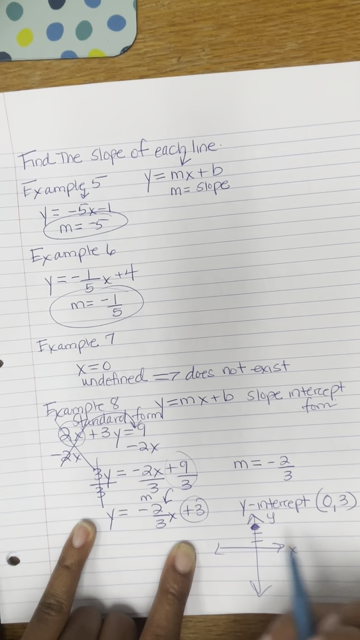 Find the slope of each line.
y = mx + b
m = slope
Example 5
y = -5x - 1
m = -5
Example 6
y = -1/5 x + 4
m = -1/5
Example 7
x = 0
undefined => does not exist
Example 8 y = mx + b slope intercept form
standard form
2x + 3y = 9
-2x -2x
3y/3 = -2x/3 + 9/3
m = -2/3
m
y = -2/3 x + 3
y-intercept (0, 3)
y
x